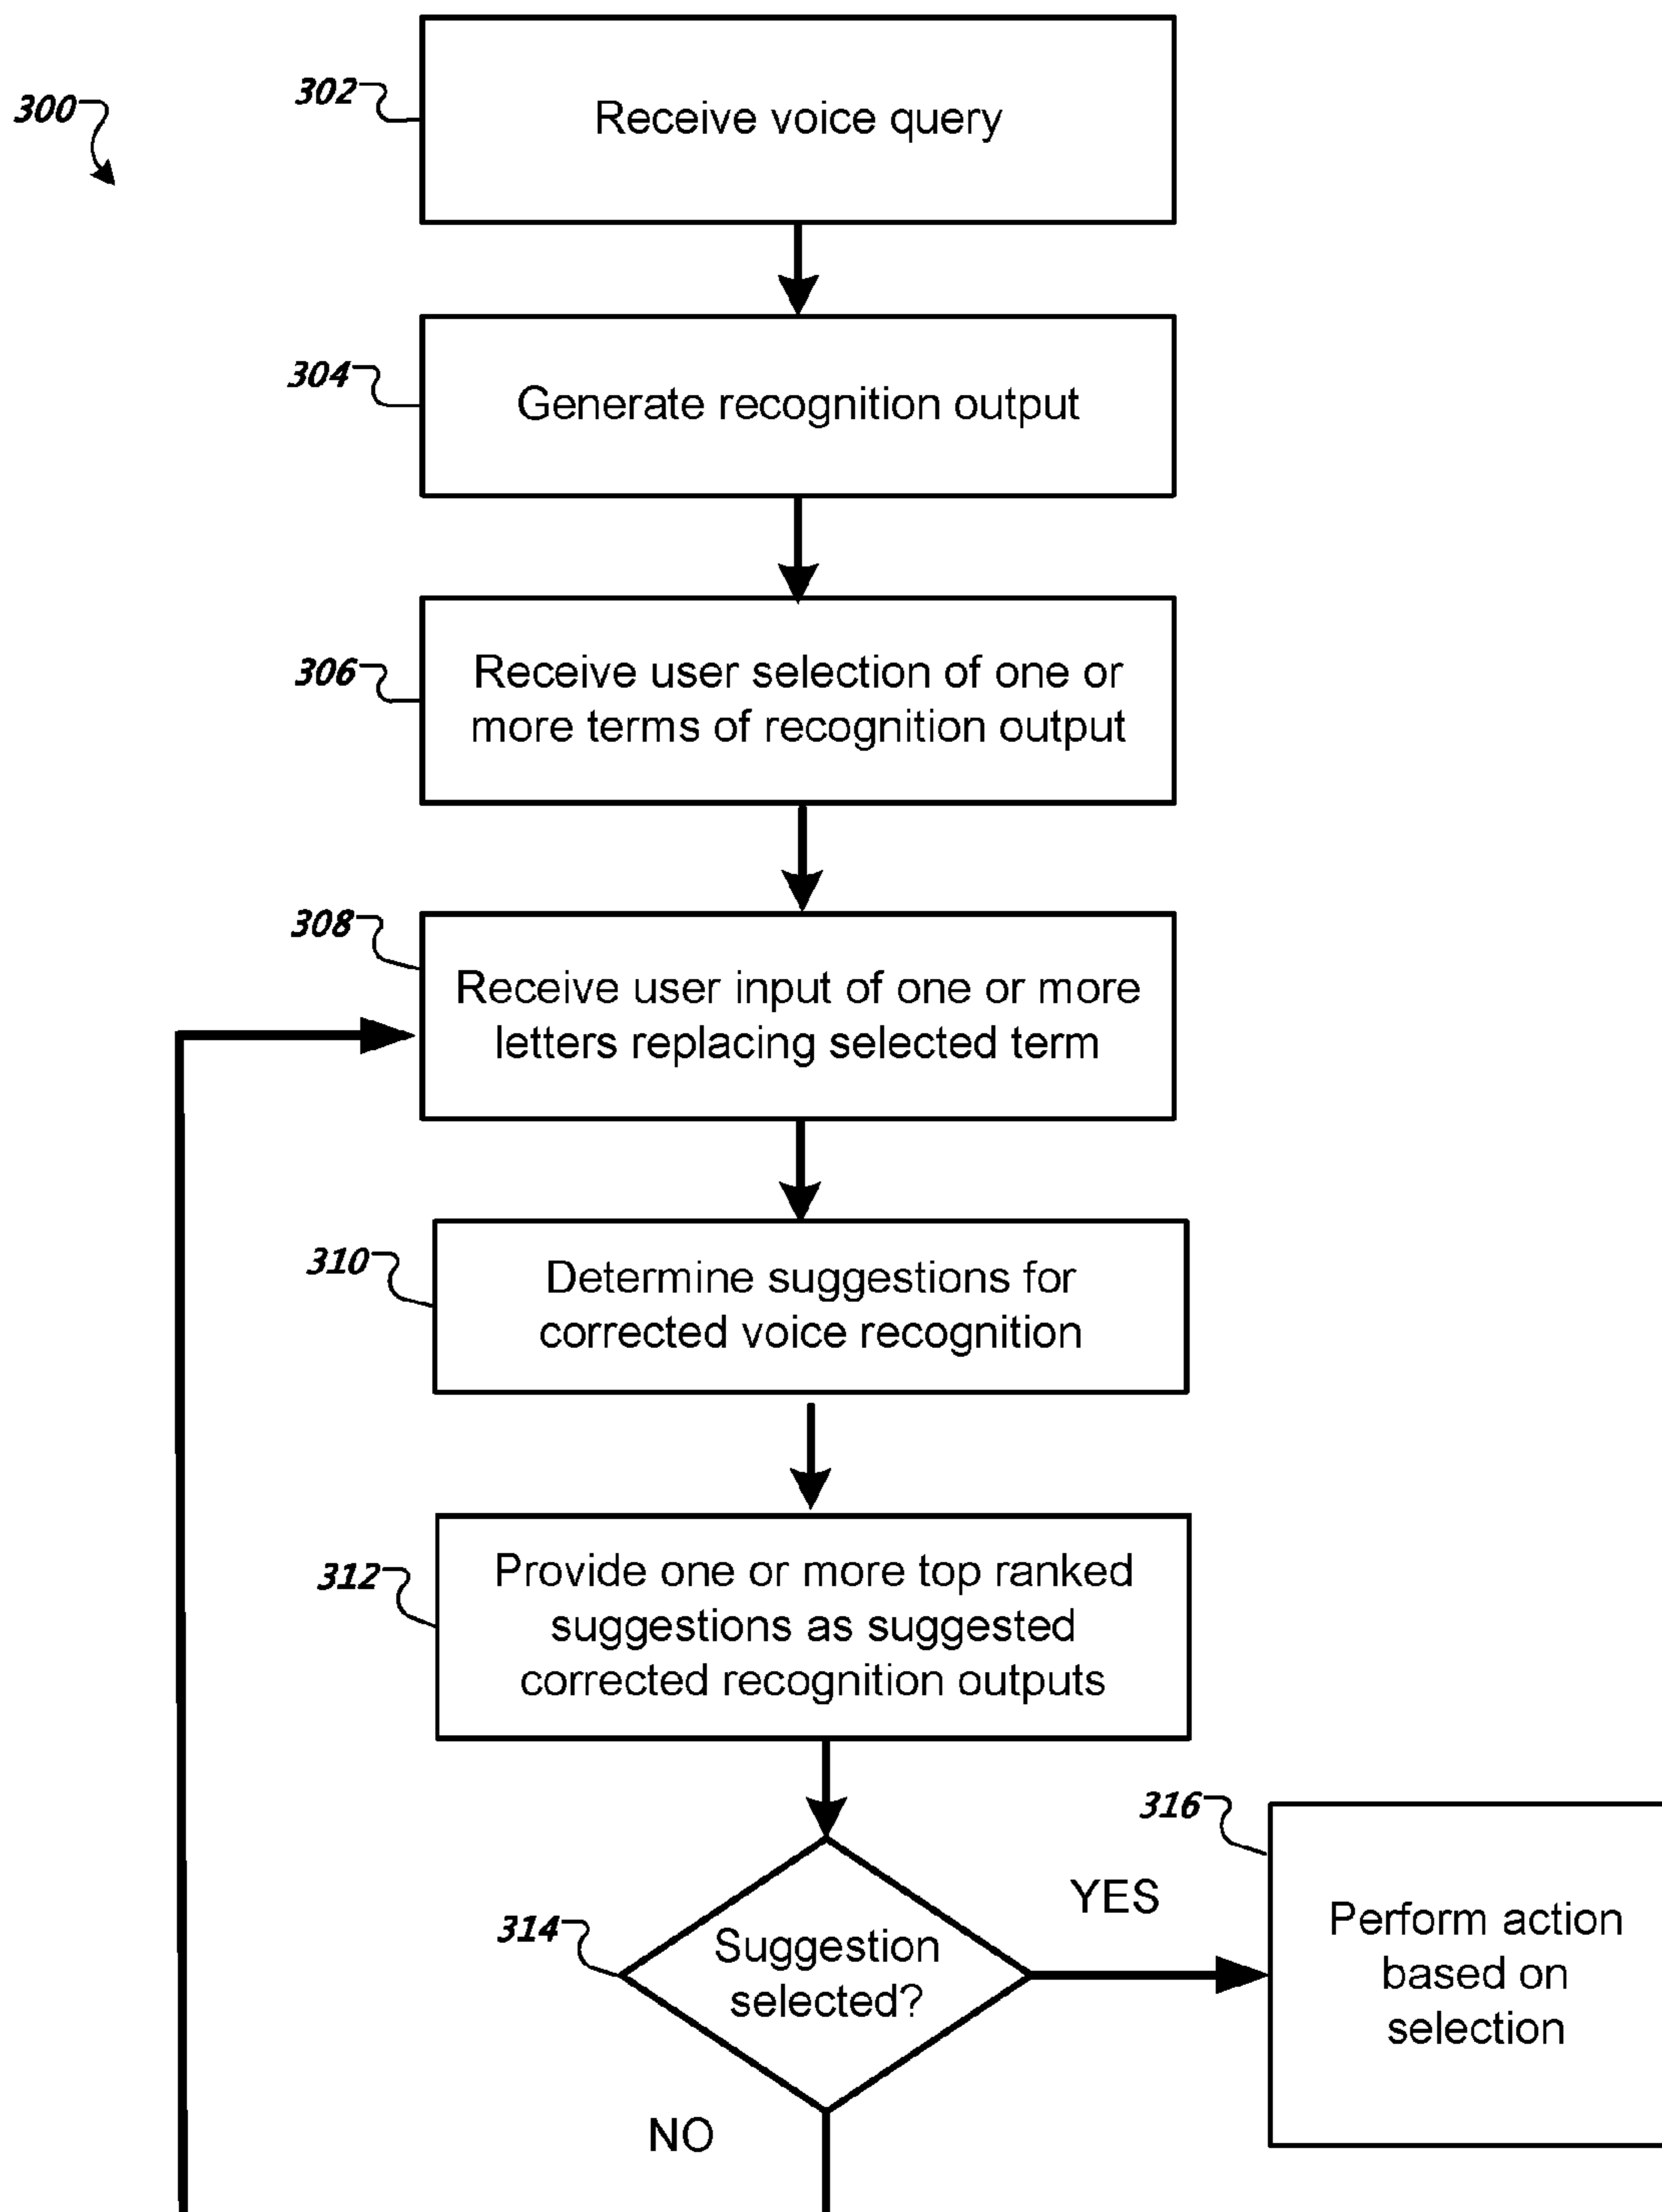 300
302
Receive voice query
304
Generate recognition output
306
Receive user selection of one or
more terms of recognition output
308
Receive user input of one or more
letters replacing selected term
310
Determine suggestions for
corrected voice recognition
312
Provide one or more top ranked
suggestions as suggested
corrected recognition outputs
314
Suggestion
selected?
YES
316
Perform action
based on
selection
NO